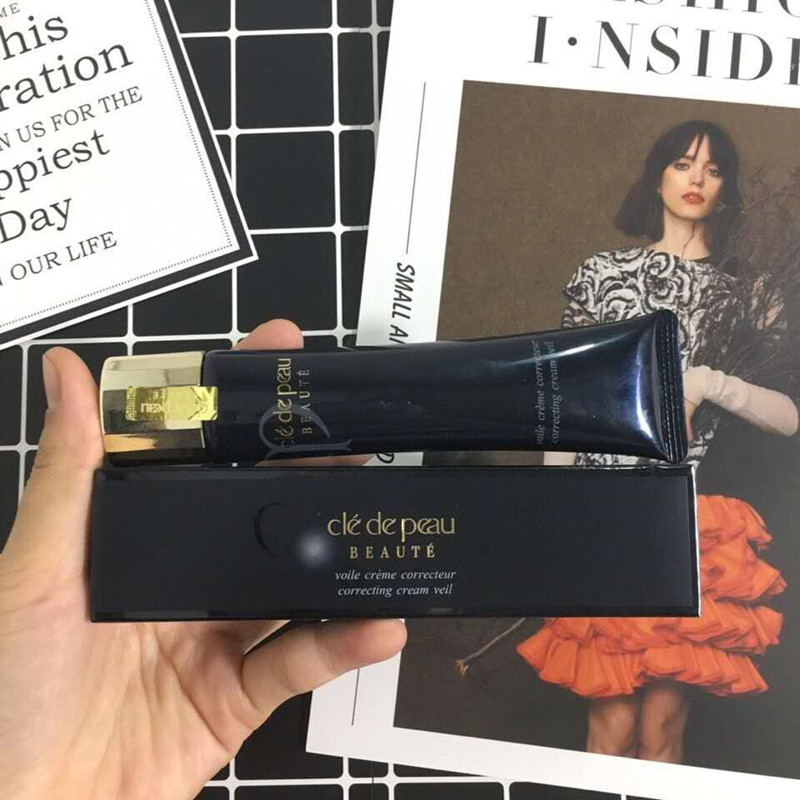 ME
his
ration
N US FOR THE
ppiest
Day
N OUR LIFE
I·NSIDE
SMALL A
clé de peau
BEAUTÉ
voile crème correcteur
correcting cream veil
clé de peau
BEAUTÉ
voile crème correcteur
correcting cream veil